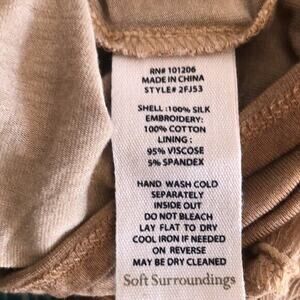 RN# 101206
MADE IN CHINA
STYLE# 2FJ53
SHELL :100% SILK
EMBROIDERY:
100% COTTON
LINING :
95% VISCOSE
5% SPANDEX
HAND WASH COLD
SEPARATELY
INSIDE OUT
DO NOT BLEACH
LAY FLAT TO DRY
COOL IRON IF NEEDED
ON REVERSE
MAY BE DRY CLEANED
Soft Surroundings